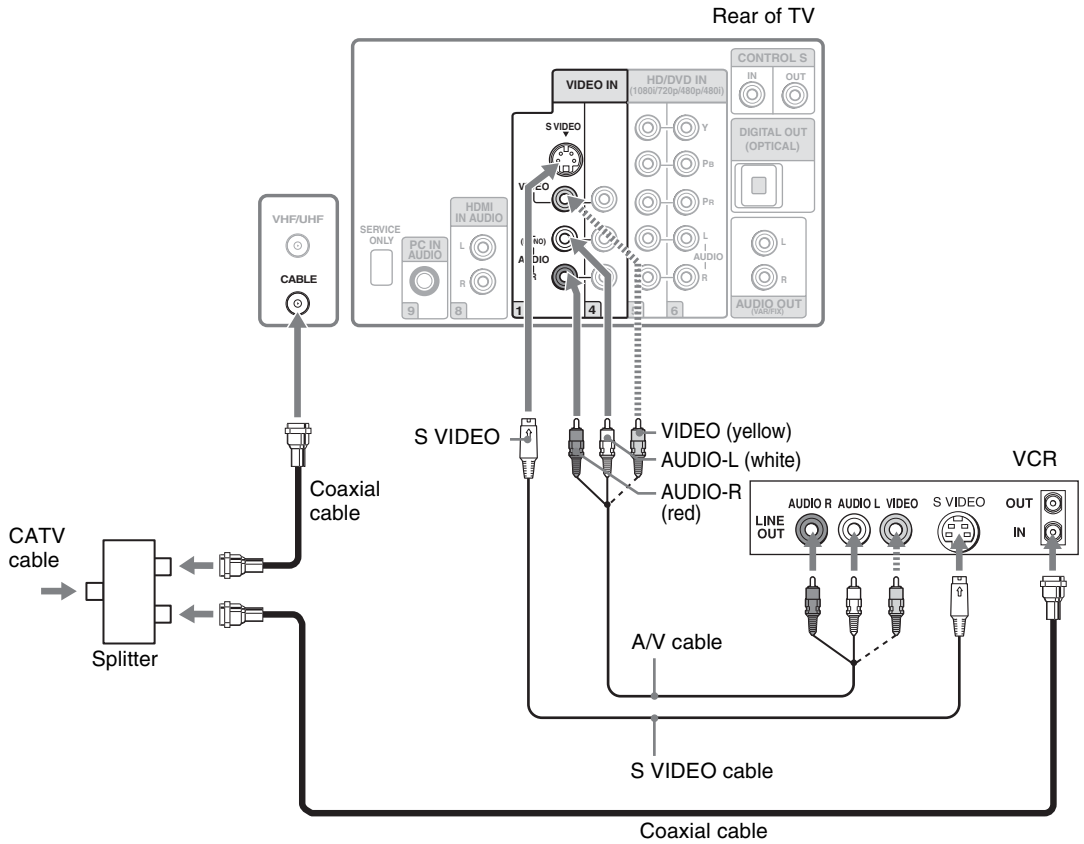 Rear of TV
CONTROL S
IN
OUT
VIDEO IN
HD/DVD IN
(1080i/720p/480p/480i)
S VIDEO
Y
DIGITAL OUT
(OPTICAL)
PB
VIDEO
PR
VHF/UHF
HDMI
IN AUDIO
SERVICE
ONLY
PC IN
AUDIO
L
L
L
AUDIO
AUDIO
CABLE
R
R
R
R
AUDIO OUT
(VAR/FIX)
9
8
1
4
6
S VIDEO
VIDEO (yellow)
AUDIO-L (white)
AUDIO-R
(red)
VCR
Coaxial
cable
AUDIO R
AUDIO L
VIDEO
S VIDEO
OUT
LINE
OUT
IN
CATV
cable
Splitter
A/V cable
S VIDEO cable
Coaxial cable